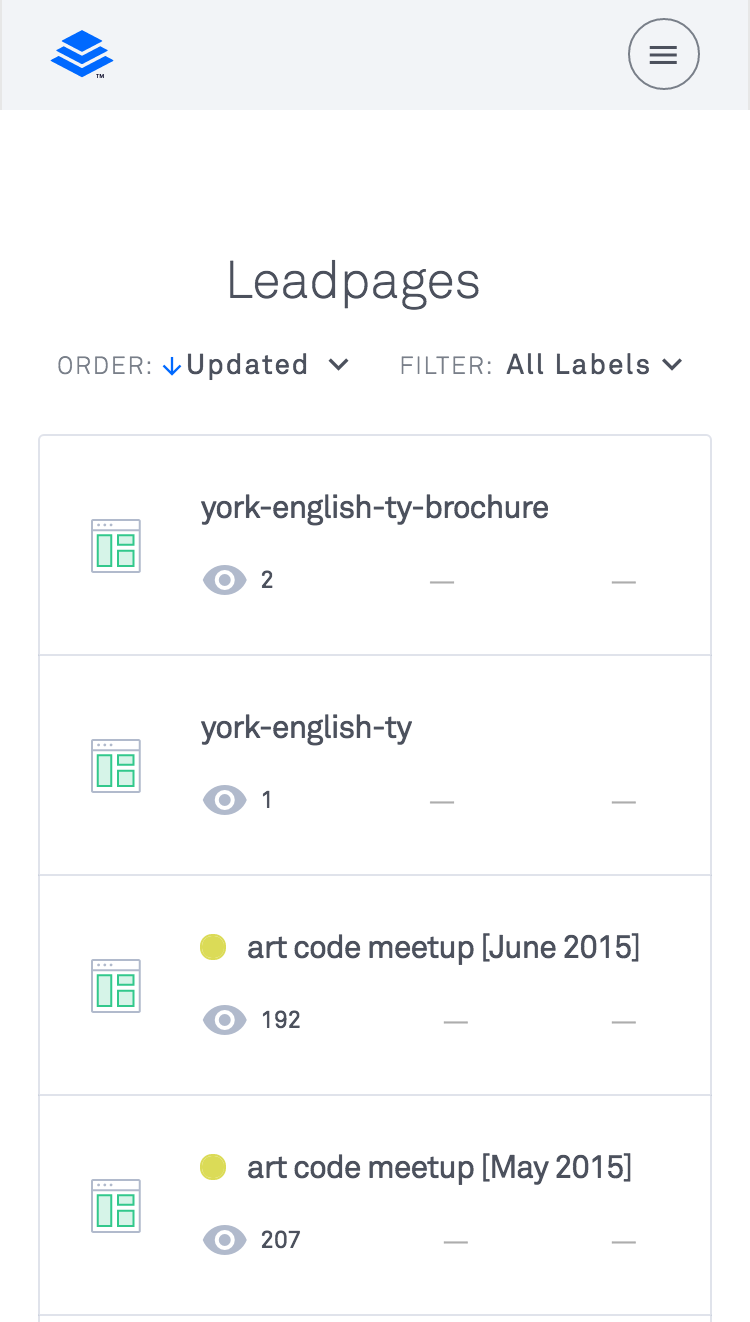 TM
Leadpages
ORDER: Updated FILTER: All Labels
york-english-ty-brochure
2 — —
york-english-ty
1 — —
art code meetup [June 2015]
192 — —
art code meetup [May 2015]
207 — —